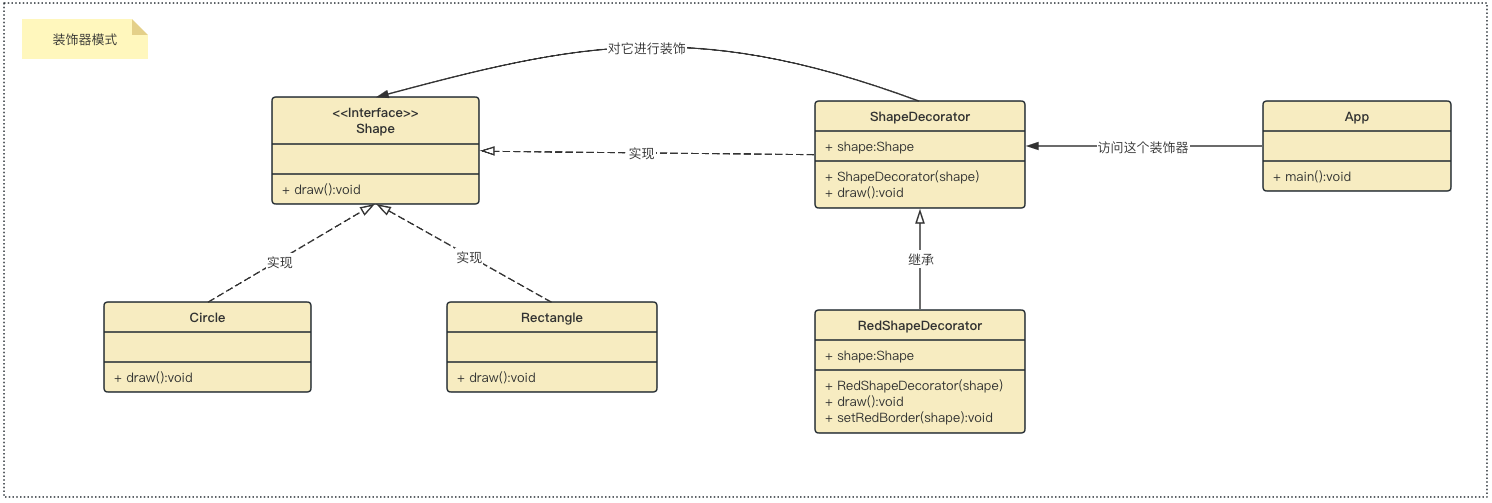 装饰器模式
对它进行装饰
<<Interface>>
Shape
+ draw():void
实现
ShapeDecorator
+ shape:Shape
+ ShapeDecorator(shape)
+ draw():void
访问这个装饰器
App
+ main():void
实现
实现
继承
Circle
+ draw():void
Rectangle
+ draw():void
RedShapeDecorator
+ shape:Shape
+ RedShapeDecorator(shape)
+ draw():void
+ setRedBorder(shape):void